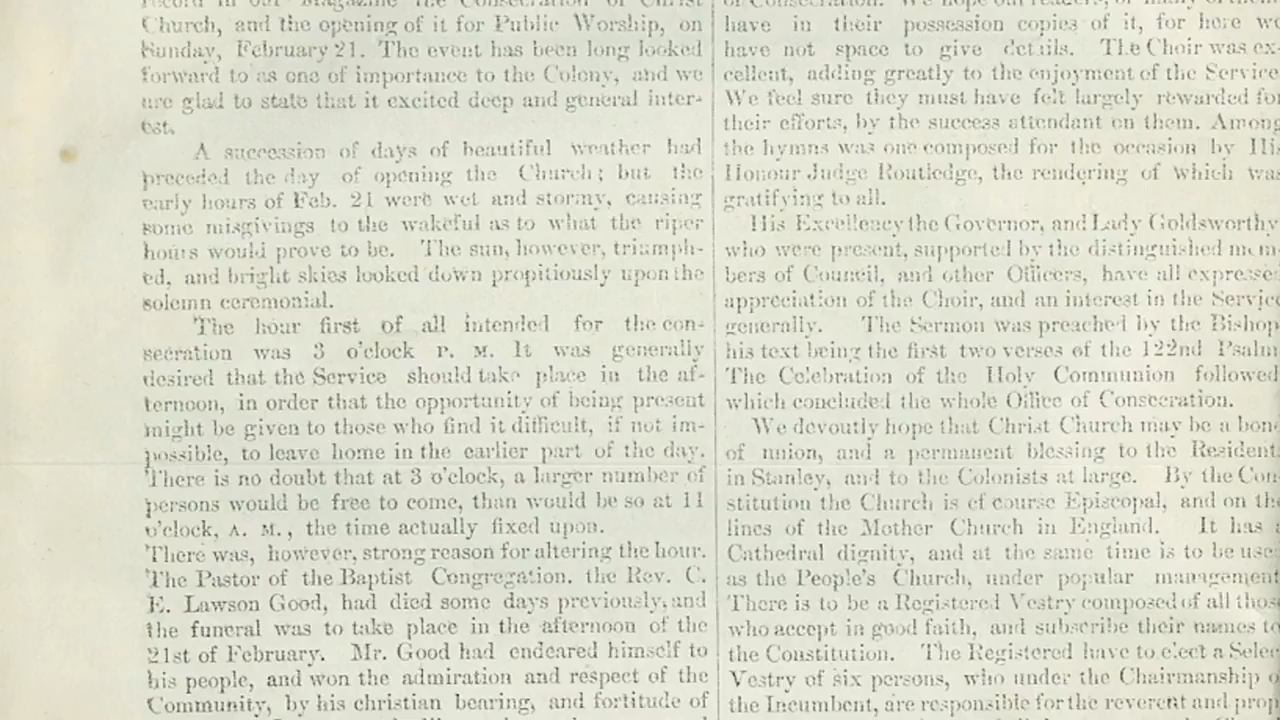 record in our Magazine the Consecration of Christ
Church, and the opening of it for Public Worship, on
Sunday, February 21. The event has been long looked
forward to as one of importance to the Colony, and we
are glad to state that it excited deep and general inter-
est.
A succession of days of beautiful weather had
preceded the day of opening the Church; but the
early hours of Feb. 21 were wet and stormy, causing
some misgivings to the wakeful as to what the riper
hours would prove to be. The sun, however, triumph-
ed, and bright skies looked down propitiously upon the
solemn ceremonial.
The hour first of all intended for the con-
secration was 3 o'clock P. M. It was generally
desired that the Service should take place in the af-
ternoon, in order that the opportunity of being present
might be given to those who find it difficult, if not im-
possible, to leave home in the earlier part of the day.
There is no doubt that at 3 o'clock, a larger number of
persons would be free to come, than would be so at 11
o'clock, A. M., the time actually fixed upon.
There was, however, strong reason for altering the hour.
The Pastor of the Baptist Congregation. the Rev. C.
E. Lawson Good, had died some days previously, and
the funeral was to take place in the afternoon of the
21st of February. Mr. Good had endeared himself to
his people, and won the admiration and respect of the
Community, by his christian bearing, and fortitude of
of Consecration. We hope our readers, or many of them
have in their possession copies of it, for here we
have not space to give details. The Choir was ex-
cellent, adding greatly to the enjoyment of the Service
We feel sure they must have felt largely rewarded for
their efforts, by the success attendant on them. Among
the hymns was one composed for the occasion by His
Honour Judge Routledge, the rendering of which was
gratifying to all.
His Excellency the Governor, and Lady Goldsworthy
who were present, supported by the distinguished mem
bers of Council, and other Officers, have all expresse
appreciation of the Choir, and an interest in the Service
generally. The Sermon was preached by the Bishop
his text being the first two verses of the 122nd Psalm
The Celebration of the Holy Communion followed
which concluded the whole Office of Consecration.
We devoutly hope that Christ Church may be a bon
of union, and a permanent blessing to the Resident
in Stanley, and to the Colonists at large. By the Con
stitution the Church is of course Episcopal, and on th
lines of the Mother Church in England. It has
Cathedral dignity, and at the same time is to be use
as the People's Church, under popular management
There is to be a Registered Vestry composed of all thos
who accept in good faith, and subscribe their names to
the Constitution. The Registered have to elect a Selec
Vestry of six persons, who under the Chairmanship o
the Incumbent, are responsible for the reverent and prop